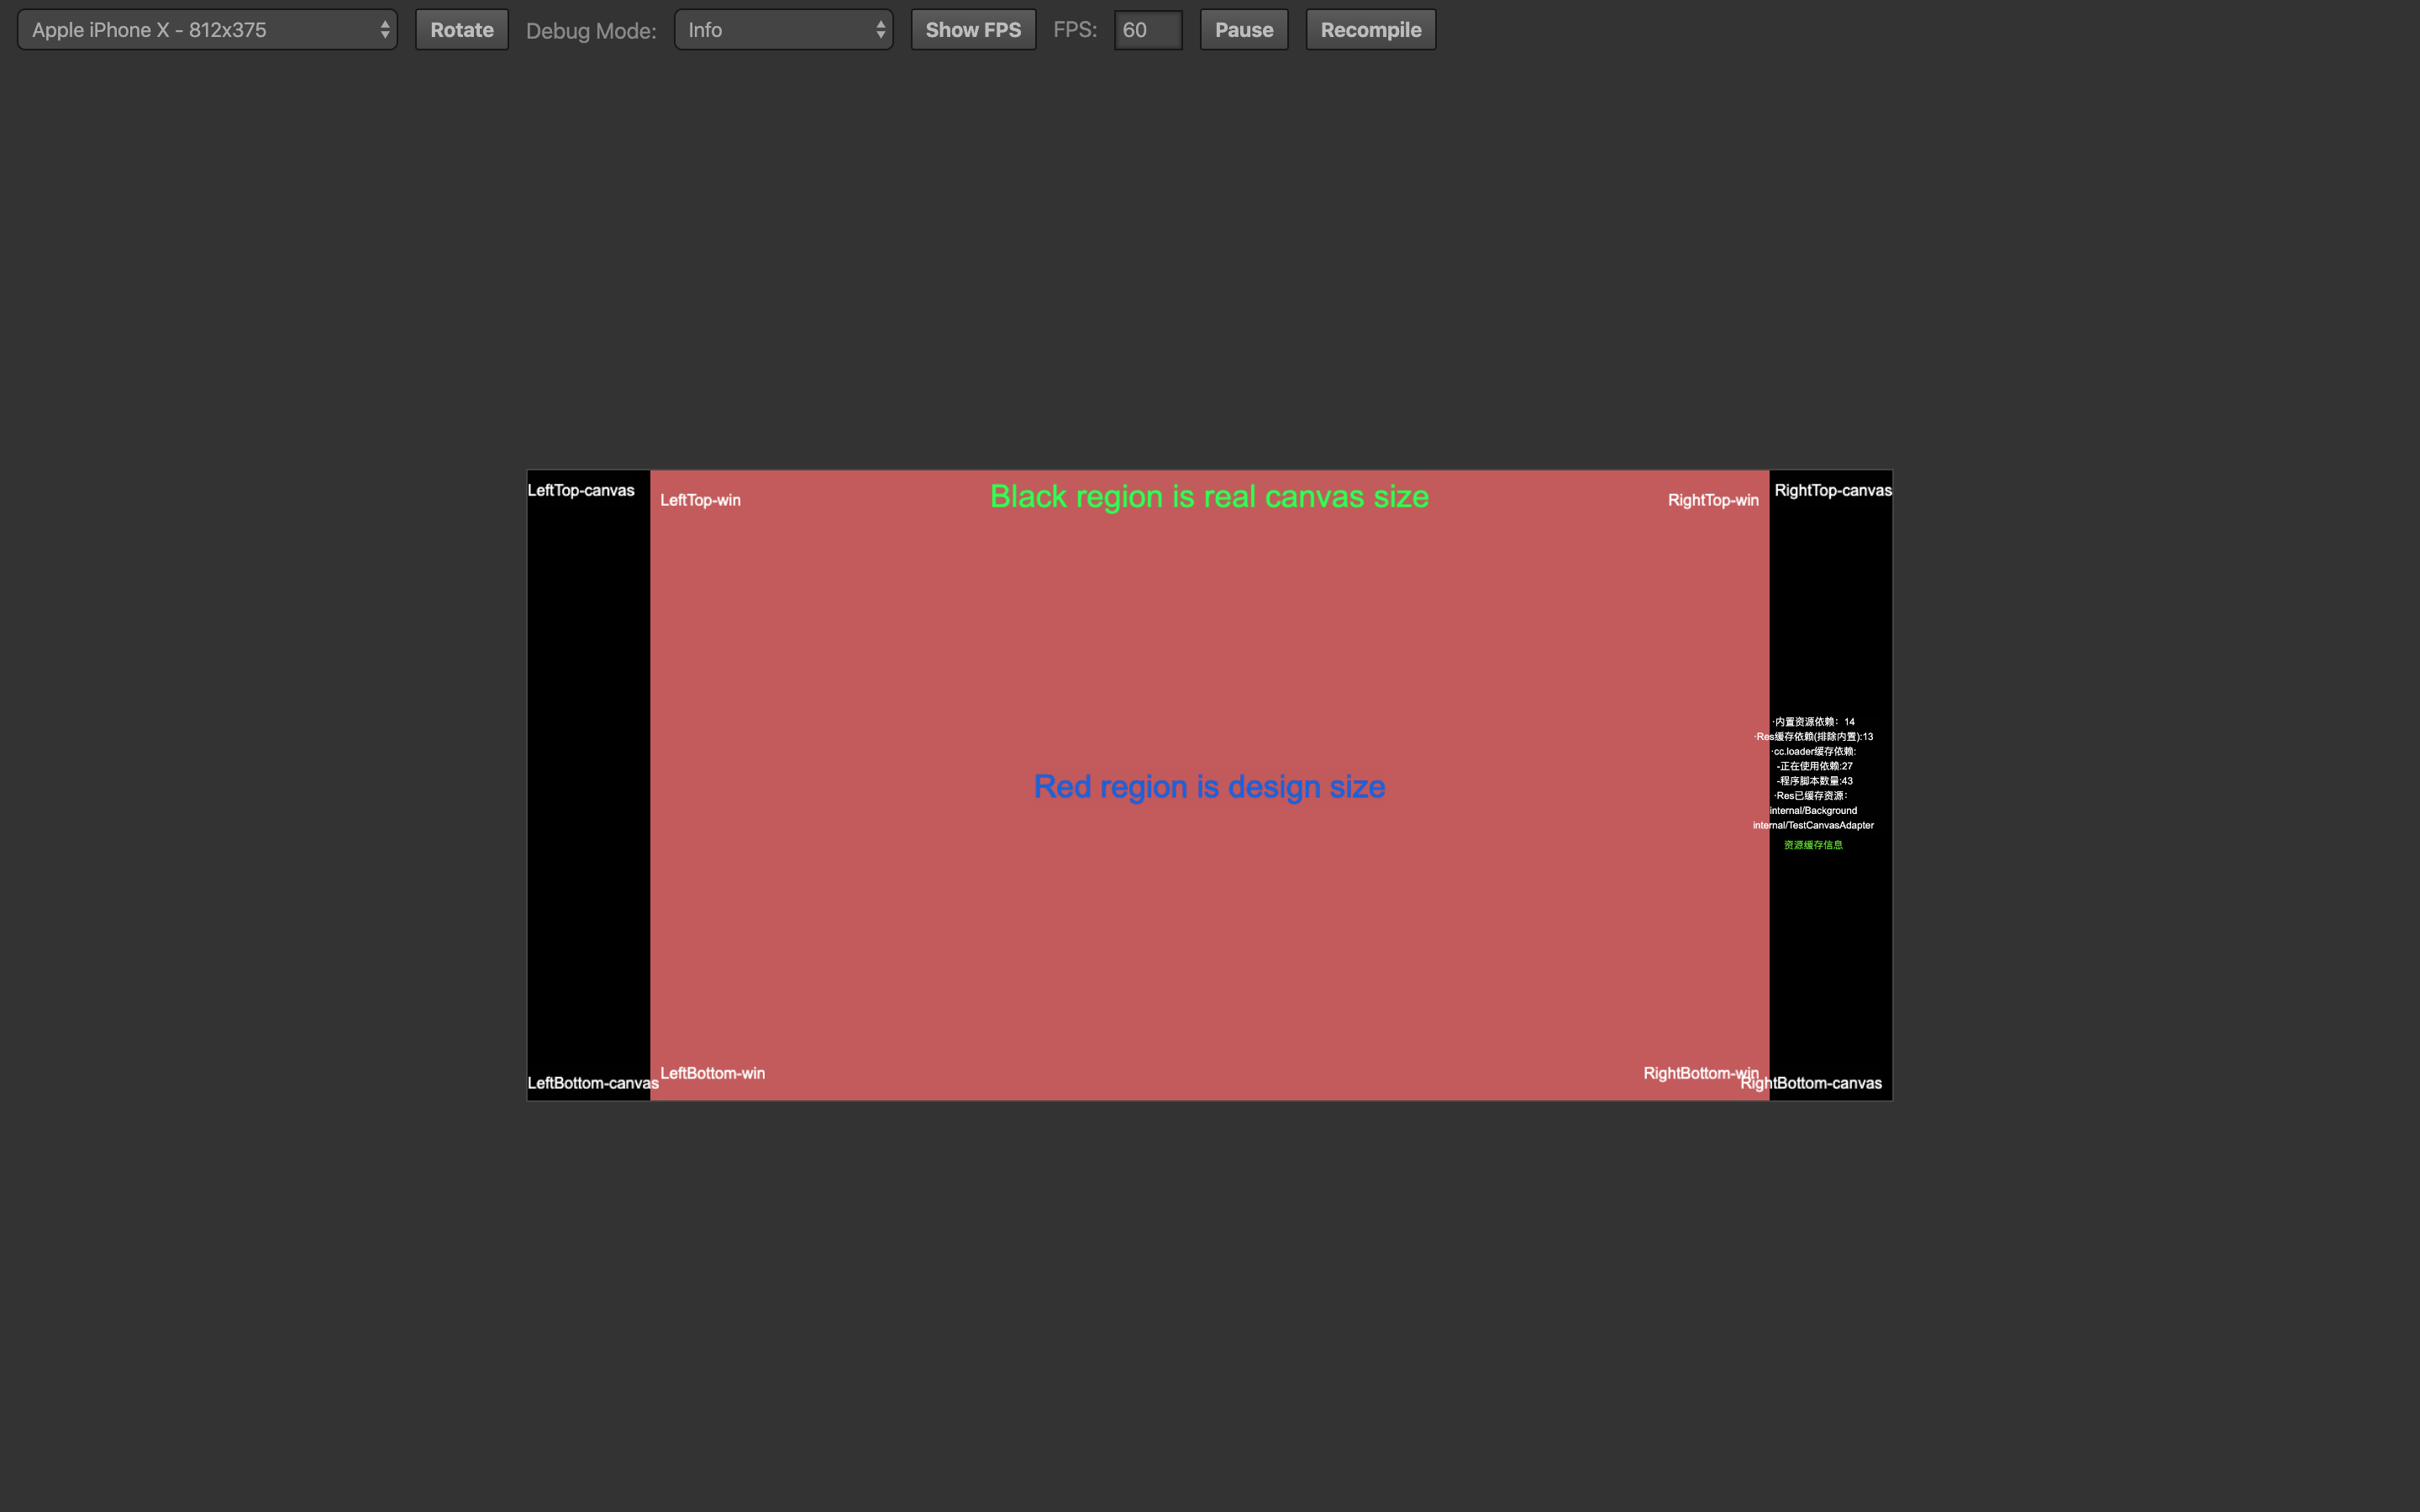 Apple iPhone X - 812x375
Rotate
Debug Mode:
Info
Show FPS
FPS:
60
Pause
Recompile
LeftTop-canvas
LeftTop-win
Black region is real canvas size
RightTop-win
RightTop-canvas
·内置资源依赖：14
·Res缓存依赖(排除内置):13
·cc.loader缓存依赖:
-正在使用依赖:27
-程序脚本数量:43
·Res已缓存资源：
internal/Background
internal/TestCanvasAdapter
资源缓存信息
Red region is design size
LeftBottom-canvas
LeftBottom-win
RightBottom-win
RightBottom-canvas